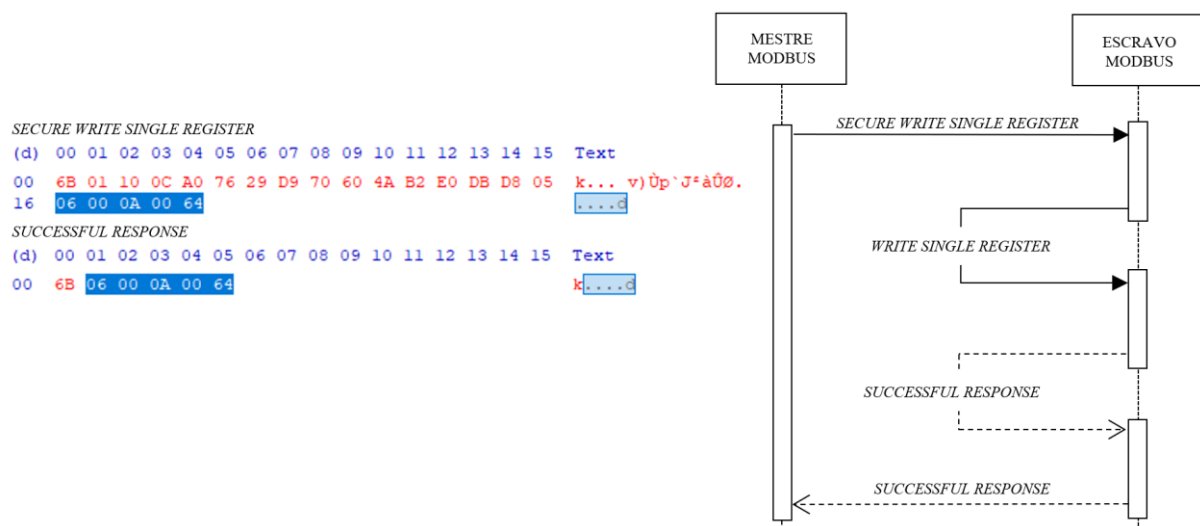 SECURE WRITE SINGLE REGISTER
(d) 00 01 02 03 04 05 06 07 08 09 10 11 12 13 14 15 Text
00 6B 01 10 0C A0 76 29 D9 70 60 4A B2 E0 DB D8 05 k... v)Ùp`J²àÛØ.
16 06 00 0A 00 64 ....d
SUCCESSFUL RESPONSE
(d) 00 01 02 03 04 05 06 07 08 09 10 11 12 13 14 15 Text
00 6B 06 00 0A 00 64 k....d
MESTRE
MODBUS
ESCRAVO
MODBUS
SECURE WRITE SINGLE REGISTER
WRITE SINGLE REGISTER
SUCCESSFUL RESPONSE
SUCCESSFUL RESPONSE